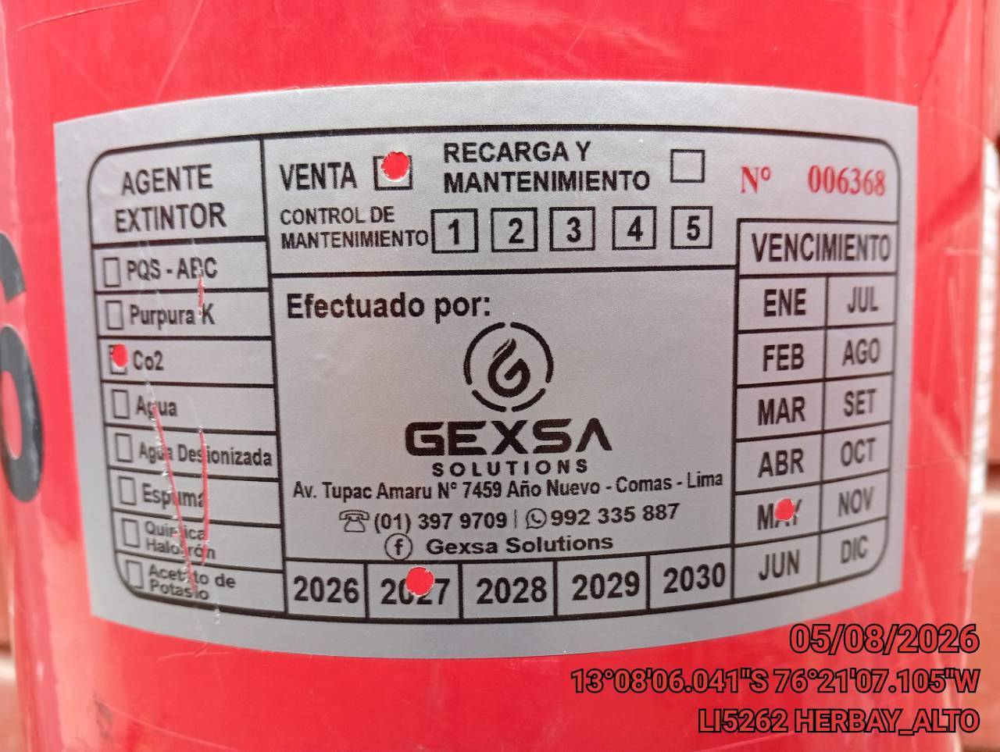 AGENTE
EXTINTOR
PQS - ABC
Purpura K
Co2
Agua
Agua Desionizada
Espuma
Quimica
Halotrón
Acetato de
Potasio
VENTA
RECARGA Y
MANTENIMIENTO
Nº 006368
CONTROL DE
MANTENIMIENTO 1 2 3 4 5
Efectuado por:
GEXSA
SOLUTIONS
Av. Tupac Amaru N° 7459 Año Nuevo - Comas - Lima
(01) 397 9709 | 992 335 887
Gexsa Solutions
2026 2027 2028 2029 2030
VENCIMIENTO
ENE JUL
FEB AGO
MAR SET
ABR OCT
MAY NOV
JUN DIC
6
05/08/2026
13°08'06.041"S 76°21'07.105"W
LI5262 HERBAY_ALTO